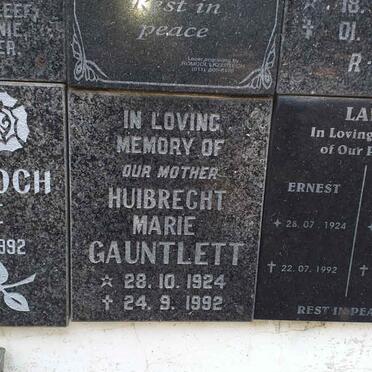 Rest in
peace
IN LOVING
MEMORY OF
OUR MOTHER
HUIBRECHT
MARIE
GAUNTLETT
☆ 28. 10. 1924
✝ 24. 9. 1992
In Loving
of Our
ERNEST
28. 07. 1924
✝ 22. 07. 1992
REST IN PEA
OCH
992
01.
R